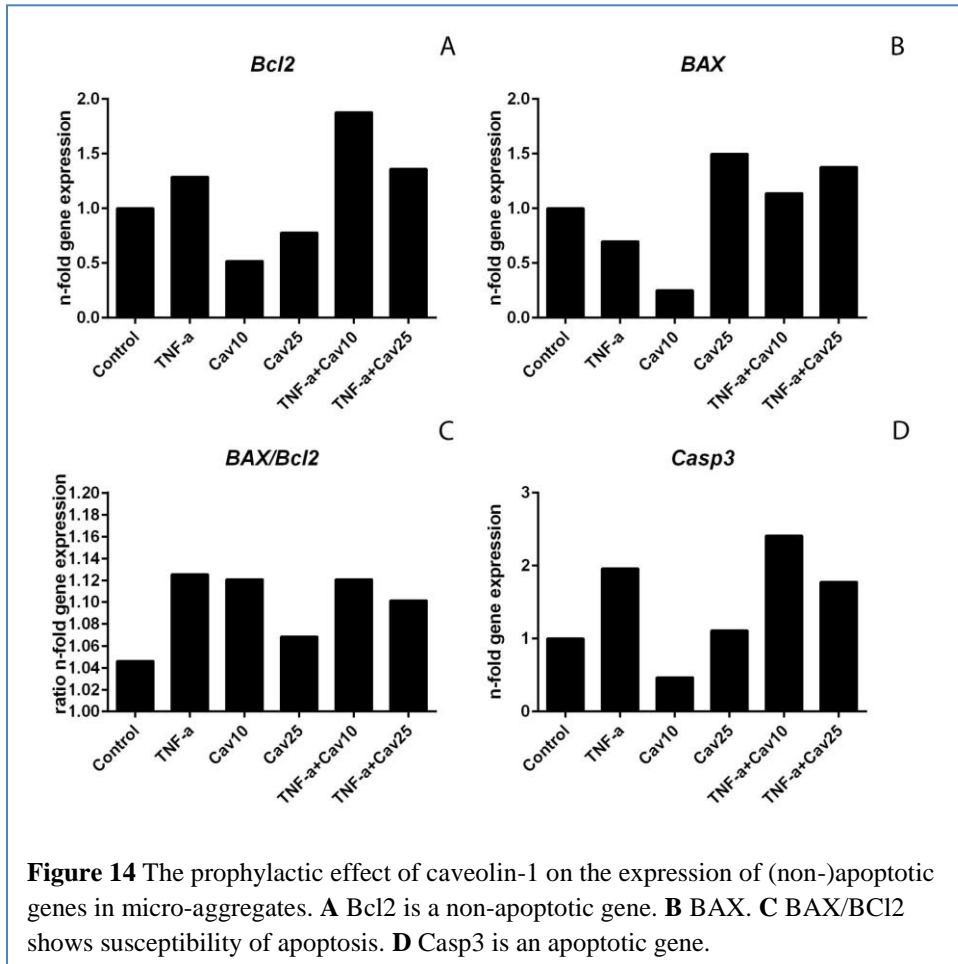 A
Bcl2
n-fold gene expression
2.0
1.5
1.0
0.5
0.0
Control
TNF-a
Cav10
Cav25
TNF-a+Cav10
TNF-a+Cav25
B
BAX
n-fold gene expression
2.0
1.5
1.0
0.5
0.0
Control
TNF-a
Cav10
Cav25
TNF-a+Cav10
TNF-a+Cav25
C
BAX/Bcl2
ratio n-fold gene expression
1.20
1.18
1.16
1.14
1.12
1.10
1.08
1.06
1.04
1.02
1.00
Control
TNF-a
Cav10
Cav25
TNF-a+Cav10
TNF-a+Cav25
D
Casp3
n-fold gene expression
3
2
1
0
Control
TNF-a
Cav10
Cav25
TNF-a+Cav10
TNF-a+Cav25
Figure 14 The prophylactic effect of caveolin-1 on the expression of (non-)apoptotic
genes in micro-aggregates. A Bcl2 is a non-apoptotic gene. B BAX. C BAX/BCl2
shows susceptibility of apoptosis. D Casp3 is an apoptotic gene.